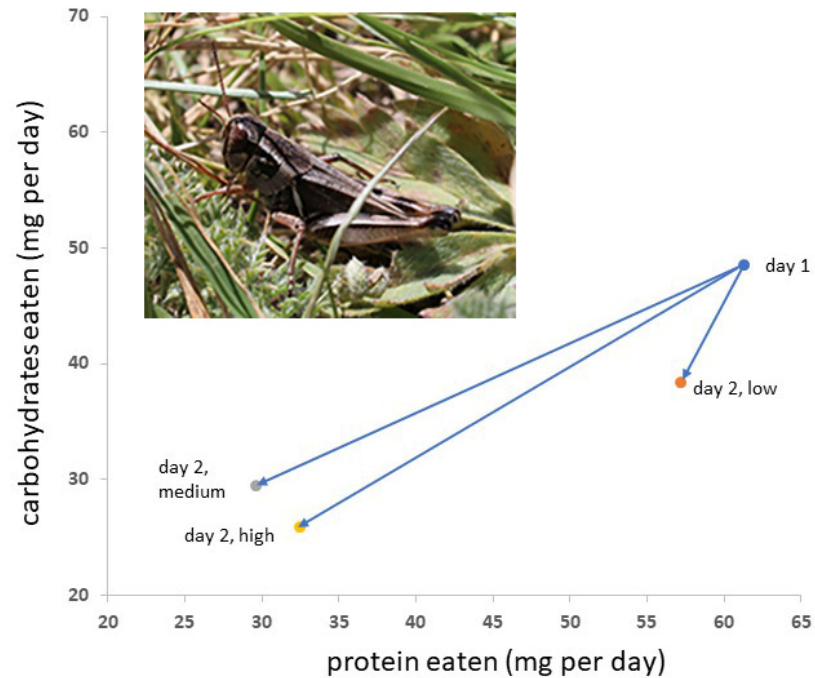 70
60
50
40
30
20
carbohydrates eaten (mg per day)
day 1
day 2, low
day 2,
medium
day 2, high
20 25 30 35 40 45 50 55 60 65
protein eaten (mg per day)